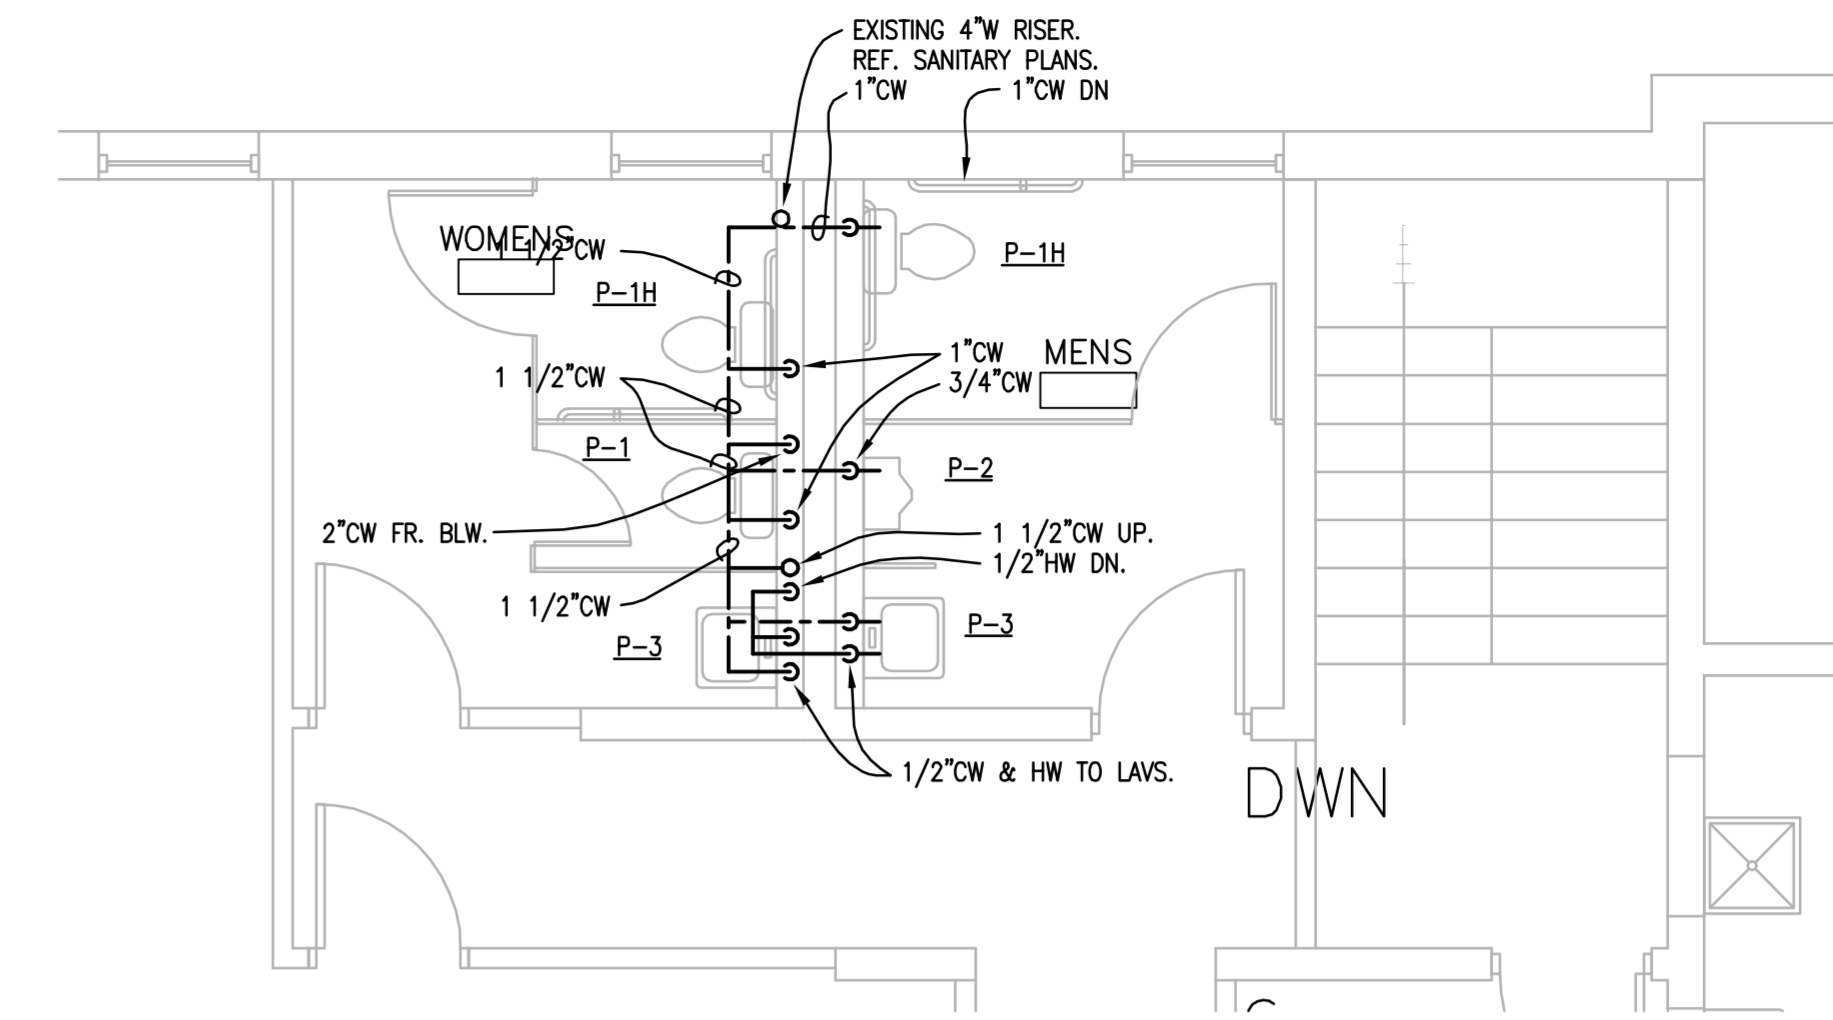 EXISTING 4"W RISER.
REF. SANITARY PLANS.
1"CW
1"CW DN
WOMENS
1 1/2"CW
P-1H
P-1H
1"CW
MENS
3/4"CW
1 1/2"CW
P-1
P-2
2"CW FR. BLW.
1 1/2"CW UP.
1/2"HW DN.
1 1/2"CW
P-3
P-3
1/2"CW & HW TO LAVS.
DWN